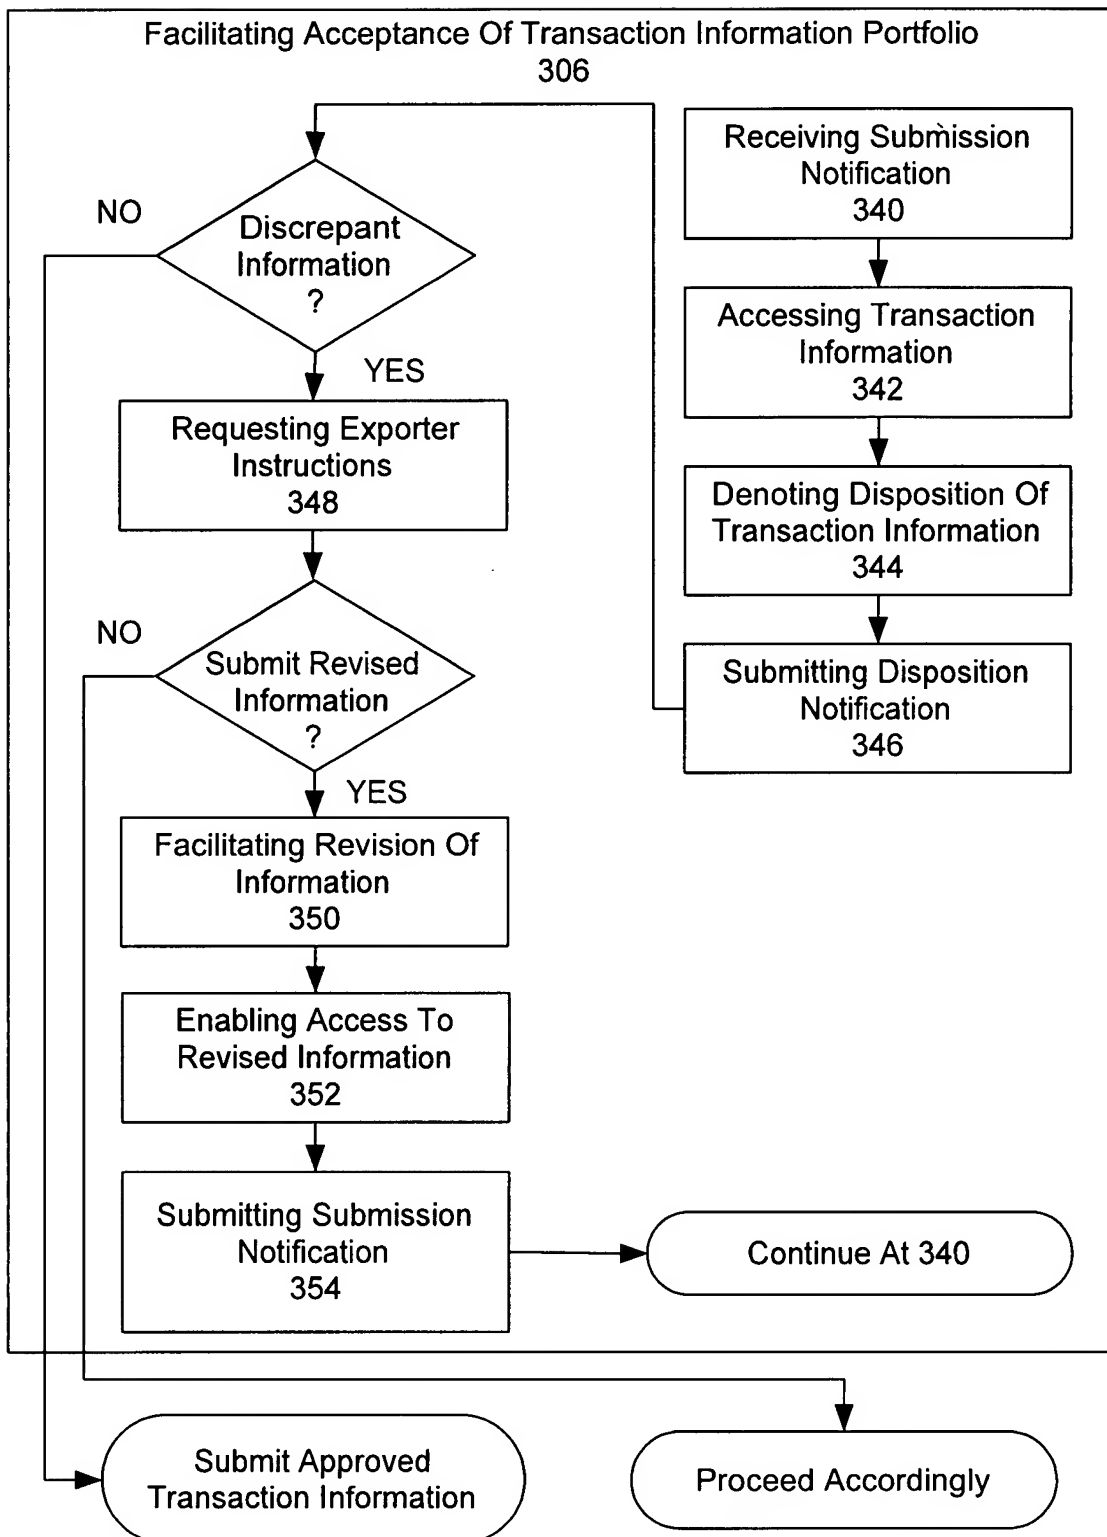 Facilitating Acceptance Of Transaction Information Portfolio
306
Receiving Submission
Notification
340
Accessing Transaction
Information
342
Denoting Disposition Of
Transaction Information
344
Submitting Disposition
Notification
346
Discrepant
Information
?
NO
YES
Requesting Exporter
Instructions
348
Submit Revised
Information
?
NO
YES
Facilitating Revision Of
Information
350
Enabling Access To
Revised Information
352
Submitting Submission
Notification
354
Continue At 340
Submit Approved
Transaction Information
Proceed Accordingly